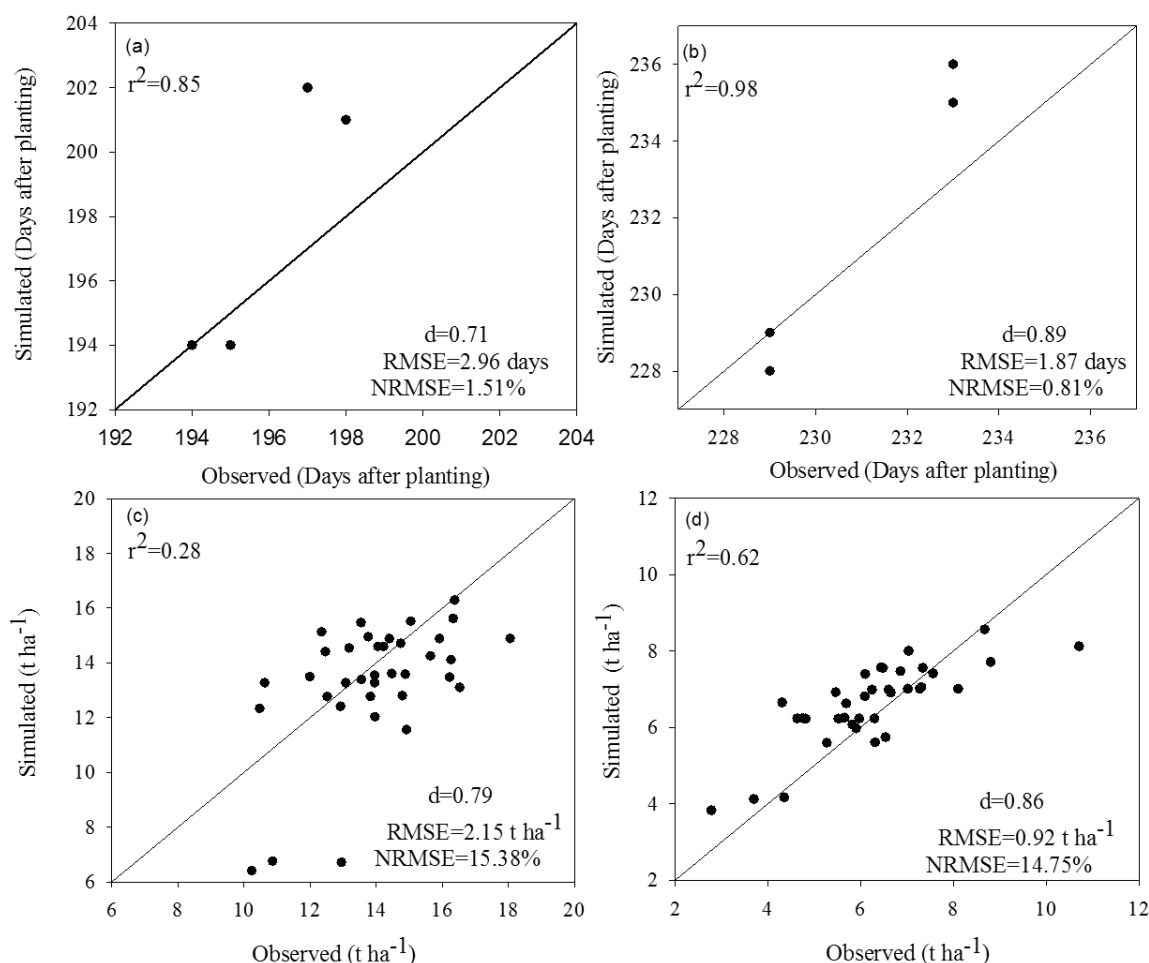 (a)
r²=0.85
204
202
200
198
196
194
192
Simulated (Days after planting)
d=0.71
RMSE=2.96 days
NRMSE=1.51%
192 194 196 198 200 202 204
Observed (Days after planting)
(b)
r²=0.98
236
234
232
230
228
Simulated (Days after planting)
d=0.89
RMSE=1.87 days
NRMSE=0.81%
228 230 232 234 236
Observed (Days after planting)
(c)
r²=0.28
20
18
16
14
12
10
8
6
Simulated (t ha⁻¹)
d=0.79
RMSE=2.15 t ha⁻¹
NRMSE=15.38%
6 8 10 12 14 16 18 20
Observed (t ha⁻¹)
(d)
r²=0.62
12
10
8
6
4
2
Simulated (t ha⁻¹)
d=0.86
RMSE=0.92 t ha⁻¹
NRMSE=14.75%
2 4 6 8 10 12
Observed (t ha⁻¹)